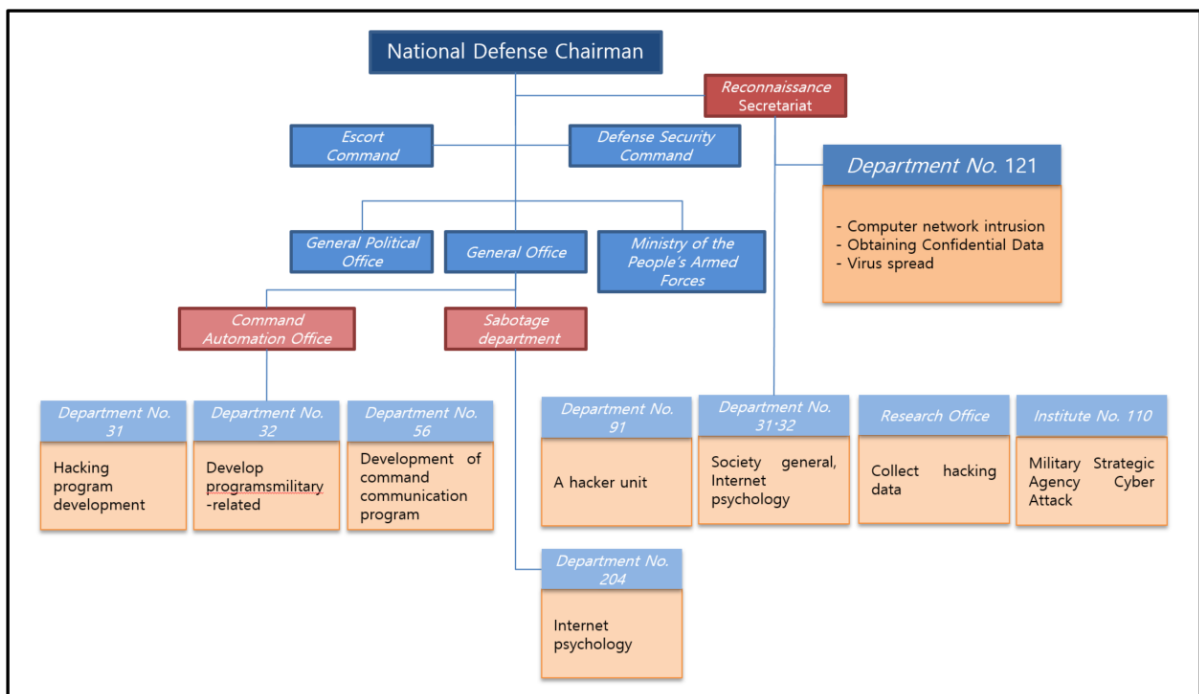 National Defense Chairman
Reconnaissance
Secretariat
Escort
Command
Defense Security
Command
Department No. 121
- Computer network intrusion
- Obtaining Confidential Data
- Virus spread
General Political
Office
General Office
Ministry of the
People's Armed
Forces
Command
Automation Office
Sabotage
department
Department No.
31
Hacking
program
development
Department No.
32
Develop
programsmilitary
-related
Department No.
56
Development of
command
communication
program
Department No.
91
A hacker unit
Department No.
31·32
Society general,
Internet
psychology
Research Office
Collect hacking
data
Institute No. 110
Military Strategic
Agency Cyber
Attack
Department No.
204
Internet
psychology